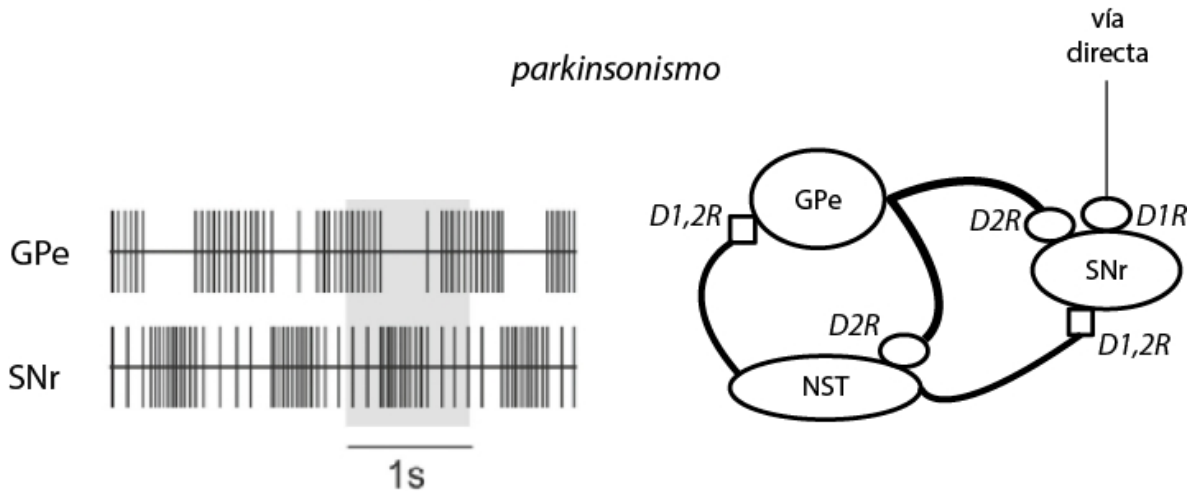 vía
directa
parkinsonismo
GPe
SNr
1s
GPe
D1,2R
D2R
D1R
SNr
D2R
D1,2R
NST